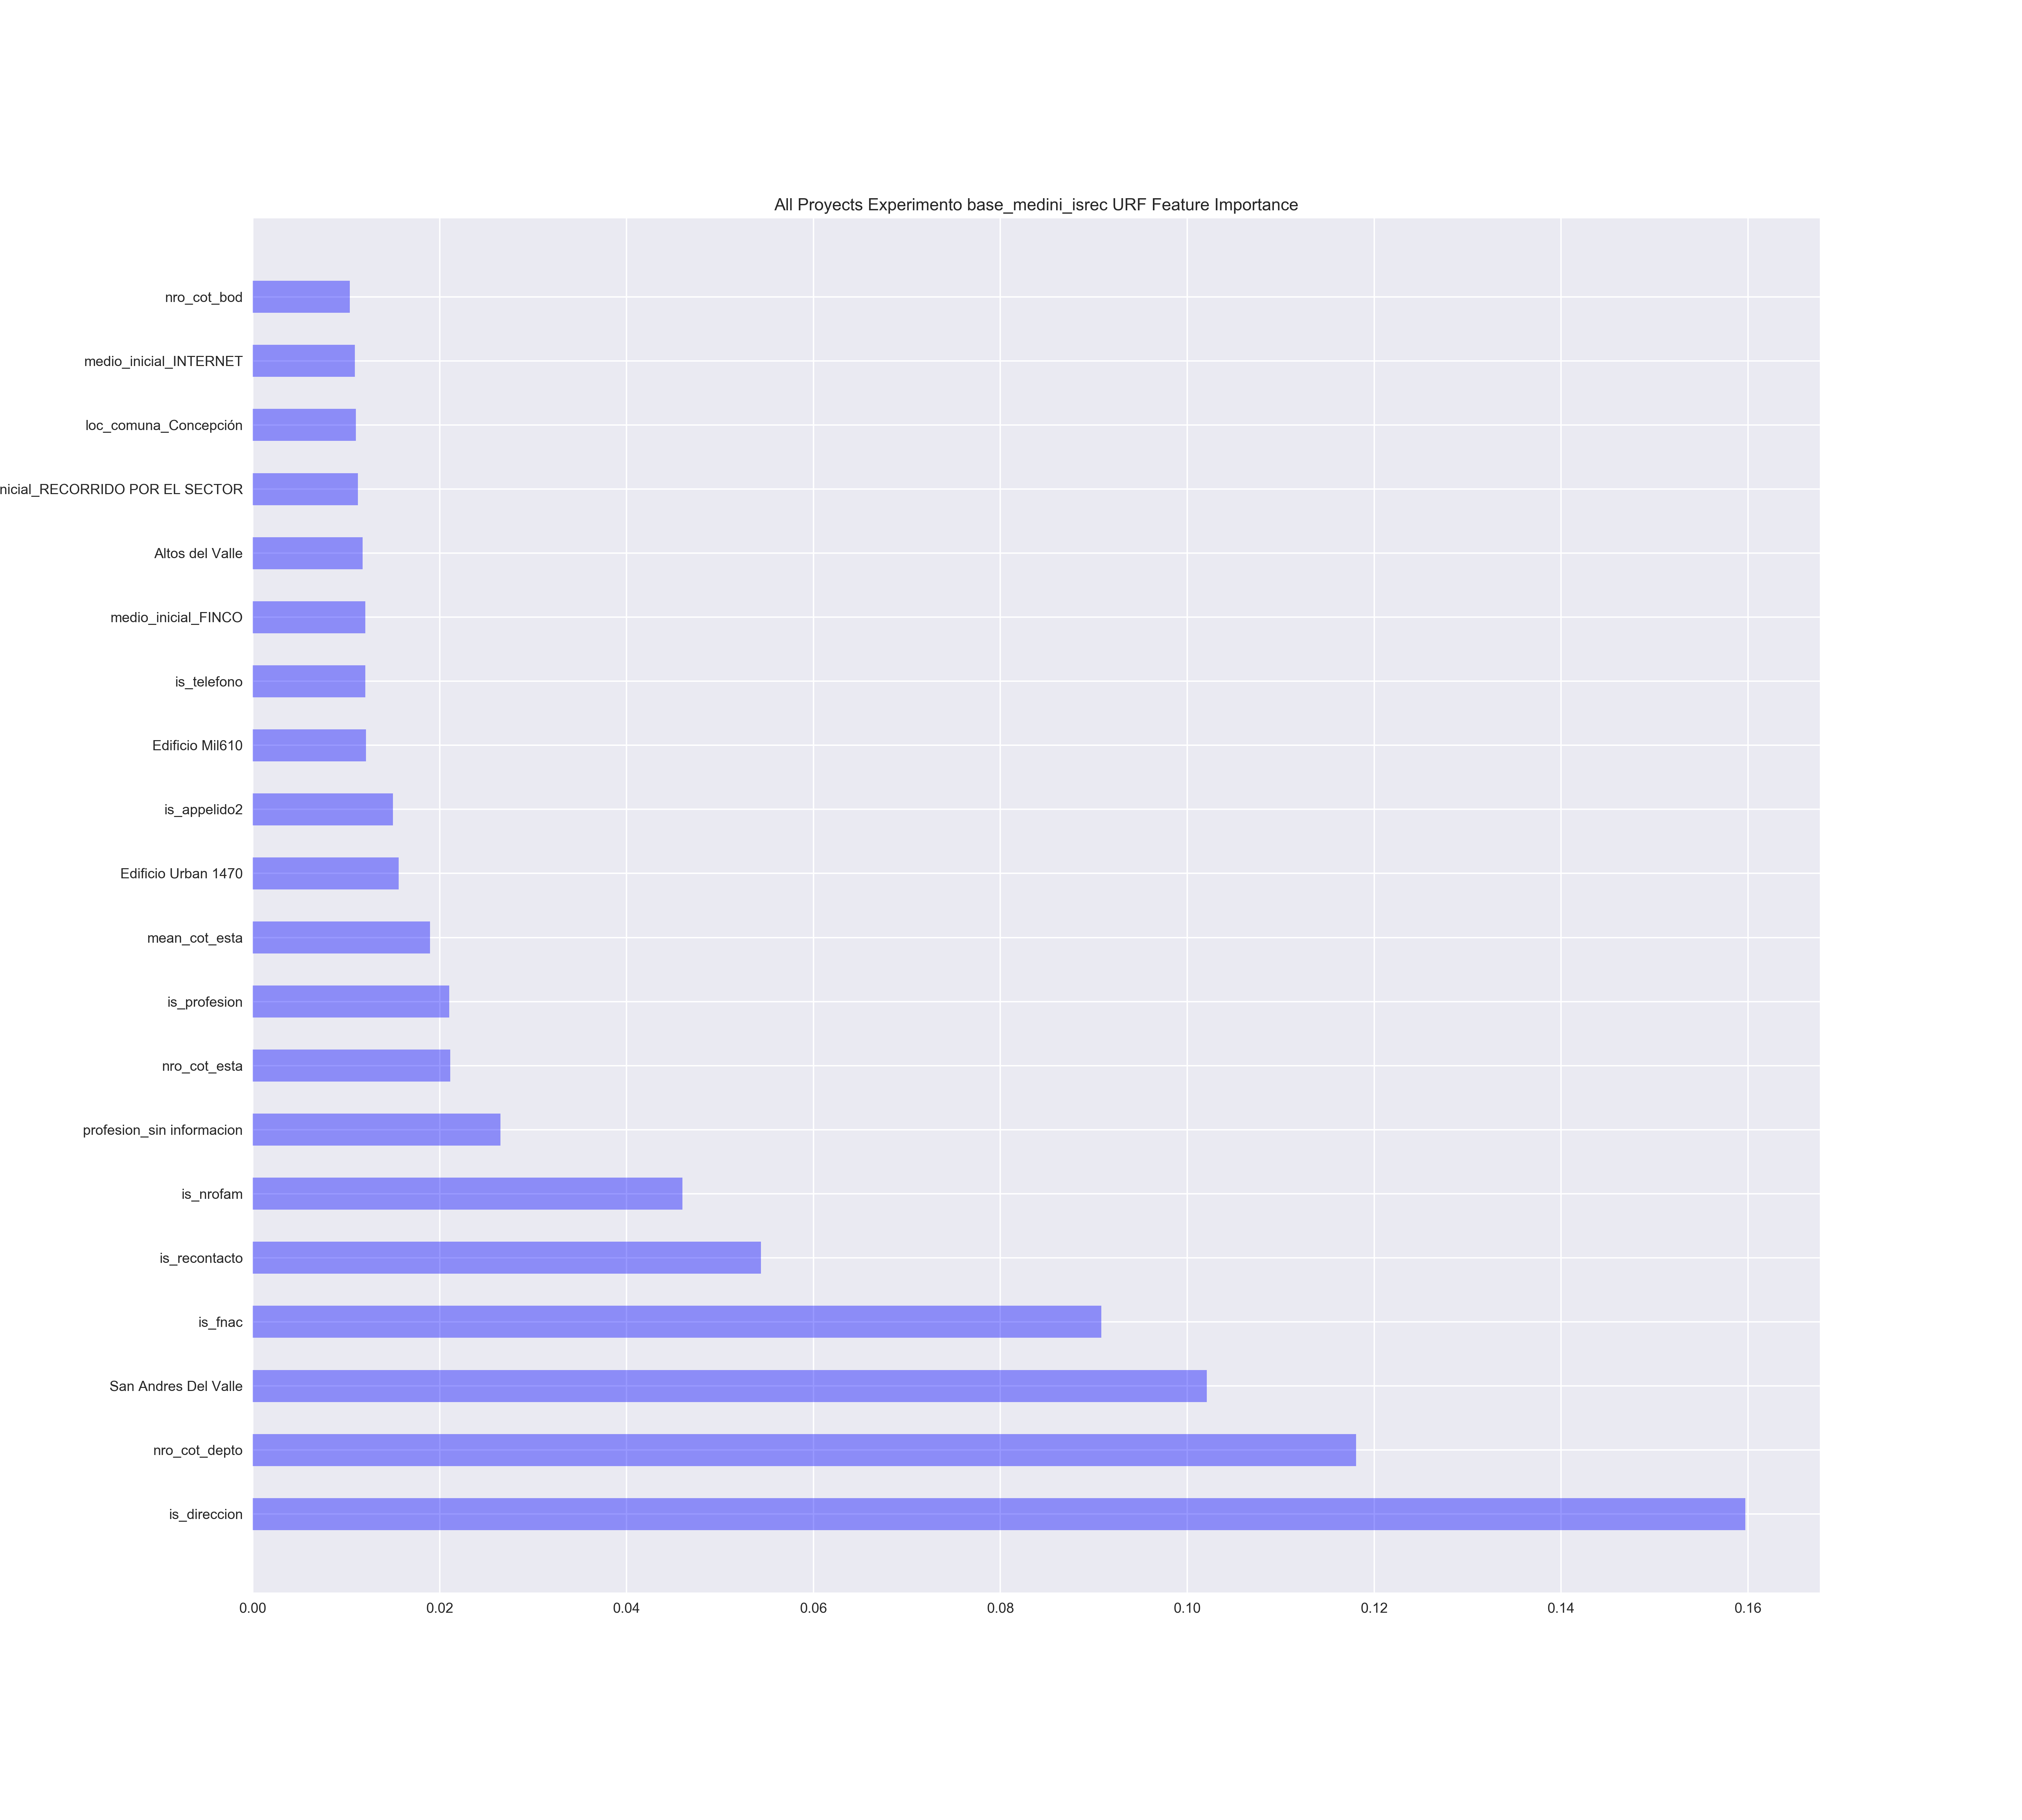 All Proyects Experimento base_medini_isrec URF Feature Importance
nro_cot_bod
medio_inicial_INTERNET
loc_comuna_Concepción
nicial_RECORRIDO POR EL SECTOR
Altos del Valle
medio_inicial_FINCO
is_telefono
Edificio Mil610
is_appelido2
Edificio Urban 1470
mean_cot_esta
is_profesion
nro_cot_esta
profesion_sin informacion
is_nrofam
is_recontacto
is_fnac
San Andres Del Valle
nro_cot_depto
is_direccion
0.00 0.02 0.04 0.06 0.08 0.10 0.12 0.14 0.16